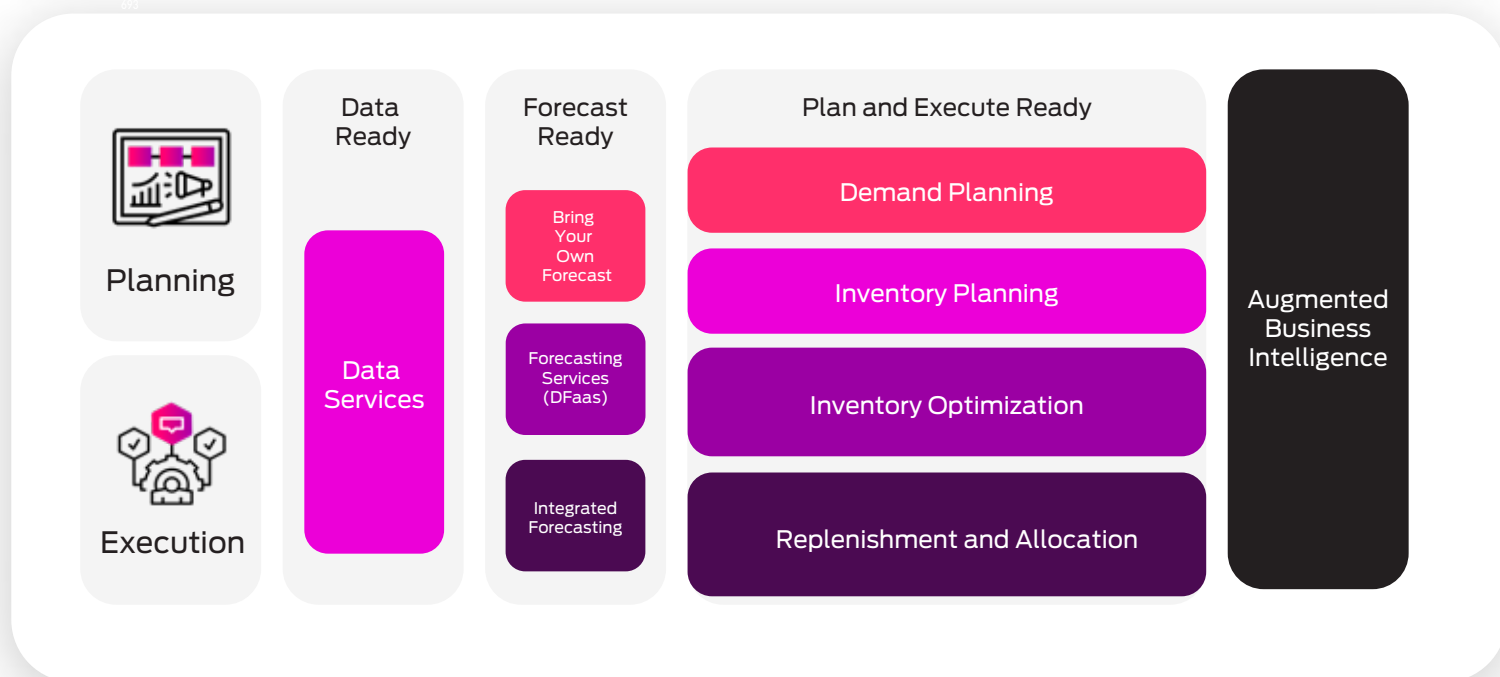 693
Planning
Execution
Data
Ready
Data
Services
Forecast
Ready
Bring
Your
Own
Forecast
Forecasting
Services
(DFaas)
Integrated
Forecasting
Plan and Execute Ready
Demand Planning
Inventory Planning
Inventory Optimization
Replenishment and Allocation
Augmented
Business
Intelligence